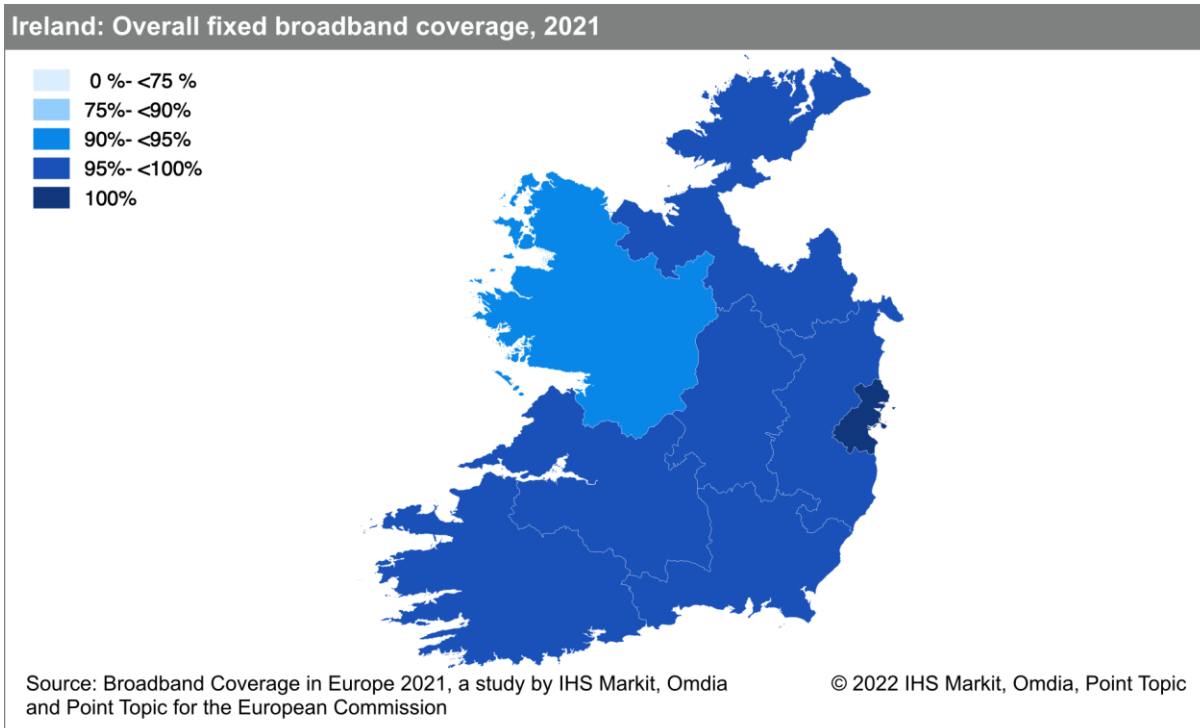 Ireland: Overall fixed broadband coverage, 2021
0 %- <75 %
75%- <90%
90%- <95%
95%- <100%
100%
Source: Broadband Coverage in Europe 2021, a study by IHS Markit, Omdia
and Point Topic for the European Commission
© 2022 IHS Markit, Omdia, Point Topic